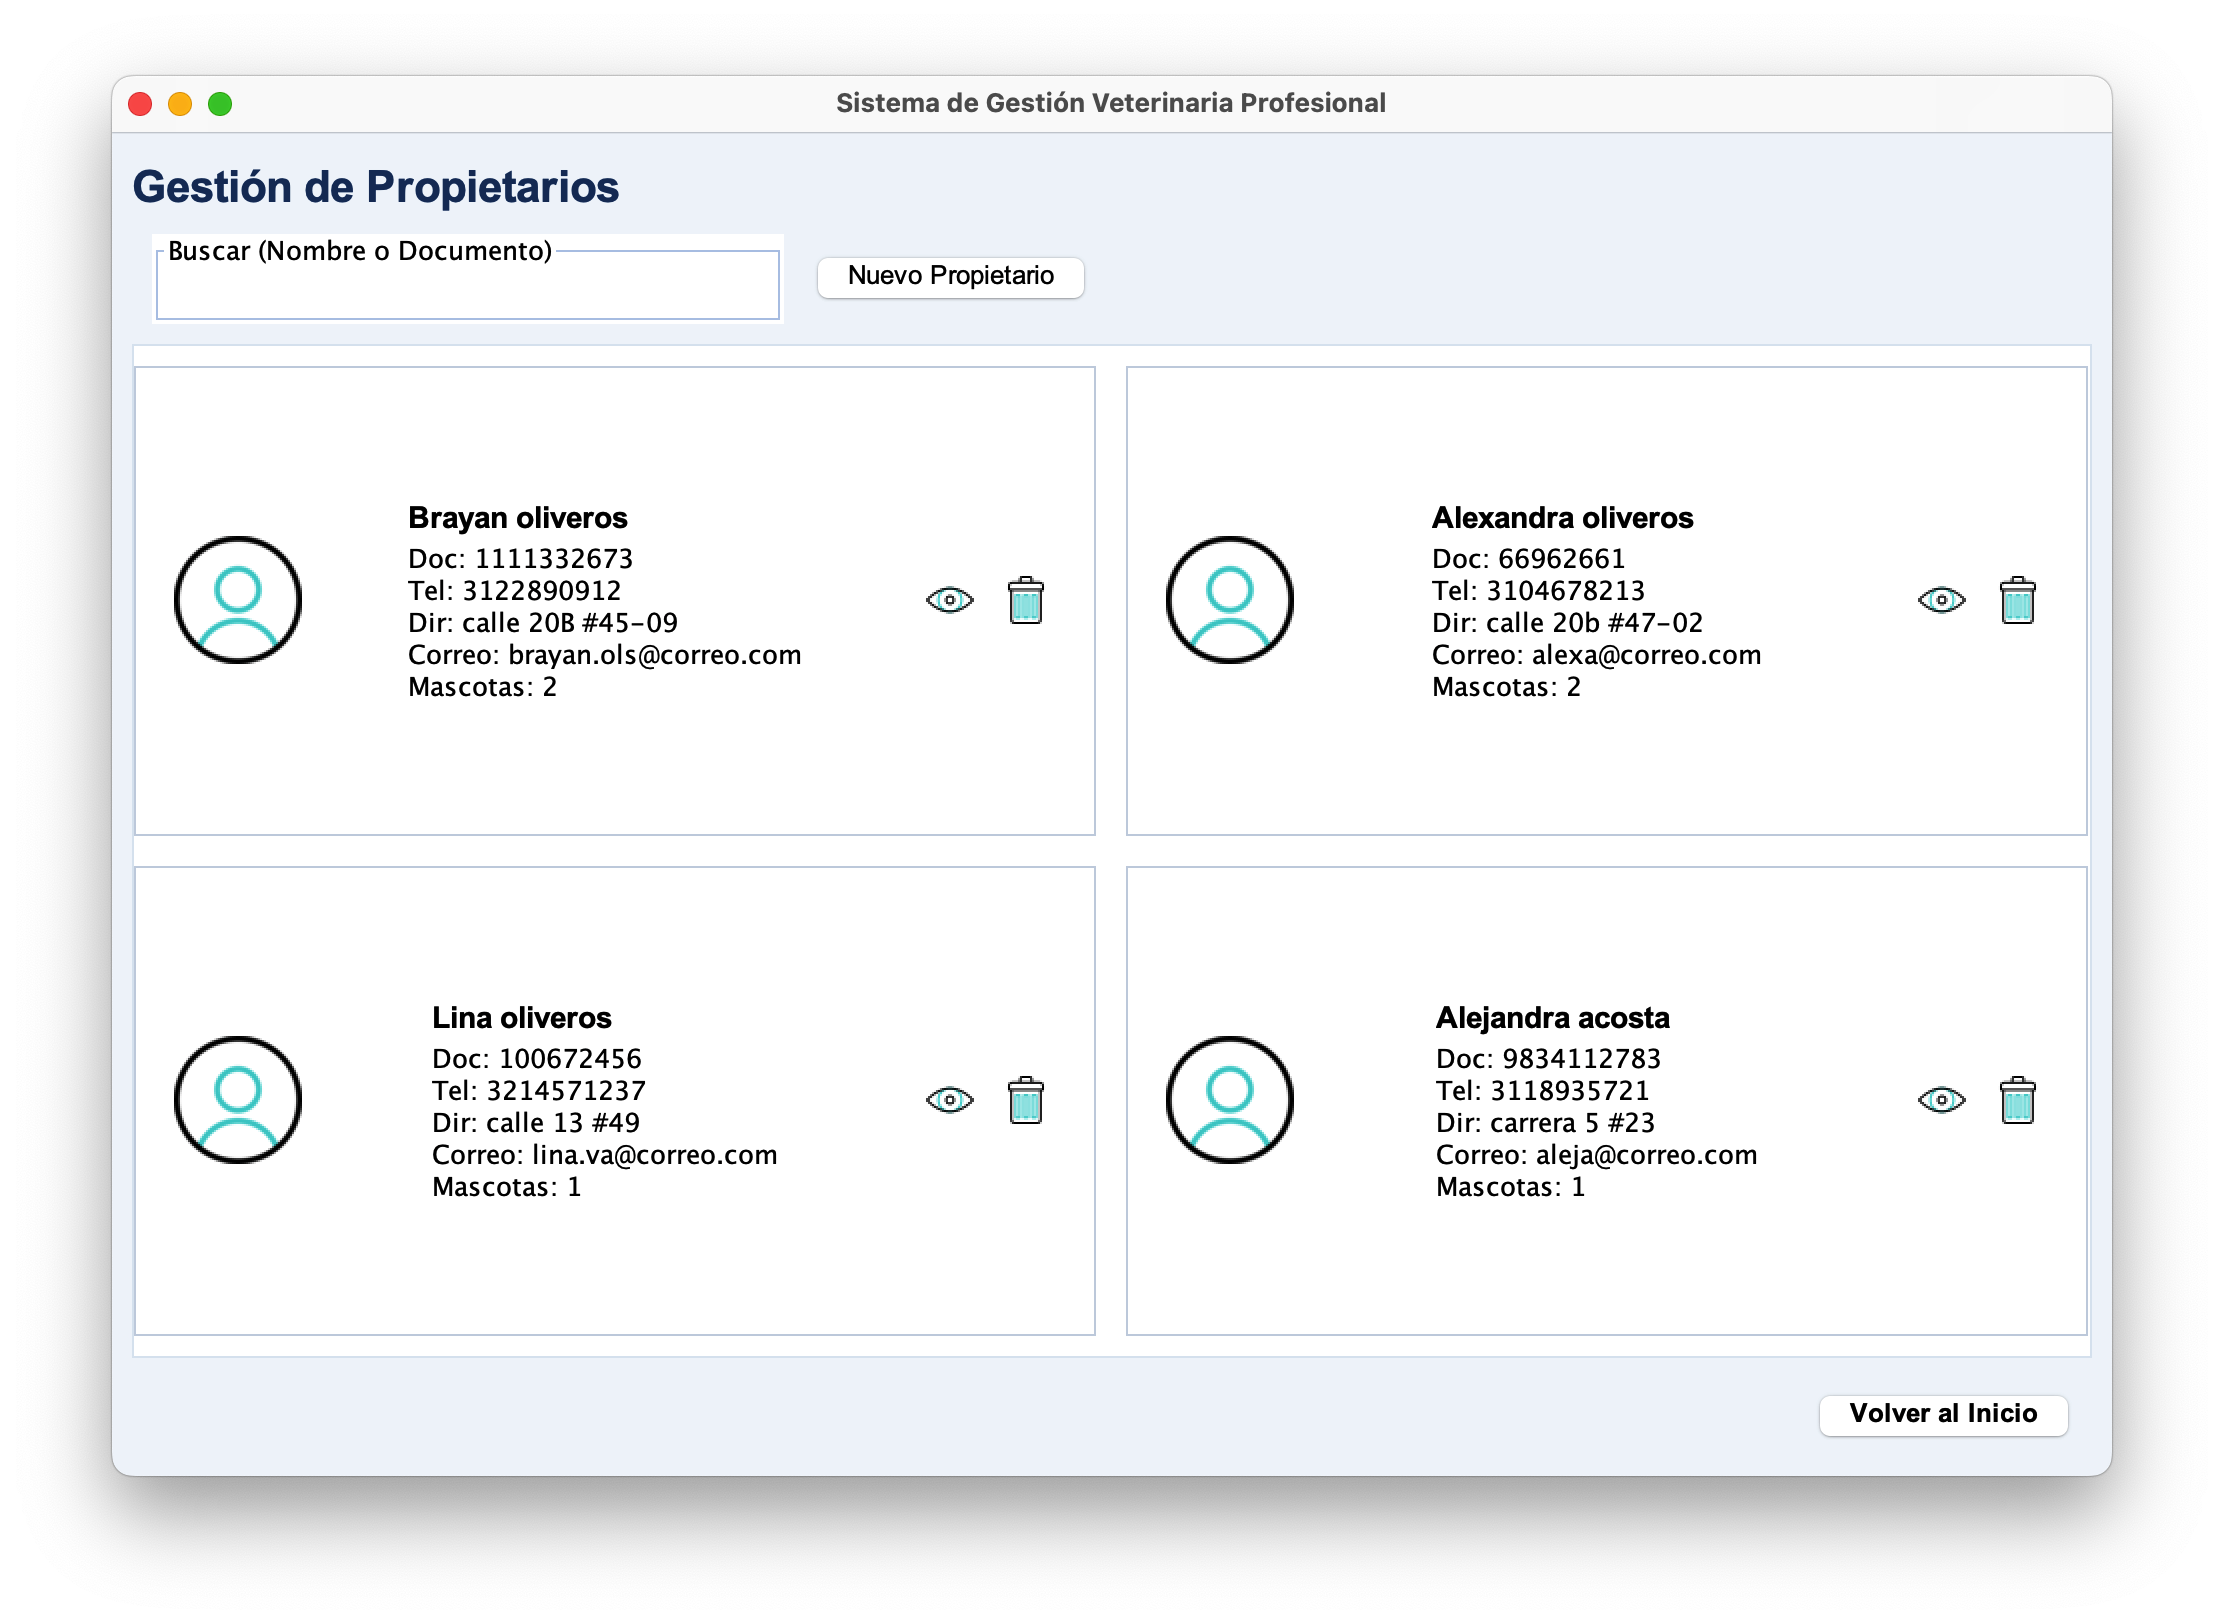 Sistema de Gestión Veterinaria Profesional
Gestión de Propietarios
Buscar (Nombre o Documento)
Nuevo Propietario
Brayan oliveros
Doc: 1111332673
Tel: 3122890912
Dir: calle 20B #45-09
Correo: brayan.ols@correo.com
Mascotas: 2
Alexandra oliveros
Doc: 66962661
Tel: 3104678213
Dir: calle 20b #47-02
Correo: alexa@correo.com
Mascotas: 2
Lina oliveros
Doc: 100672456
Tel: 3214571237
Dir: calle 13 #49
Correo: lina.va@correo.com
Mascotas: 1
Alejandra acosta
Doc: 9834112783
Tel: 3118935721
Dir: carrera 5 #23
Correo: aleja@correo.com
Mascotas: 1
Volver al Inicio